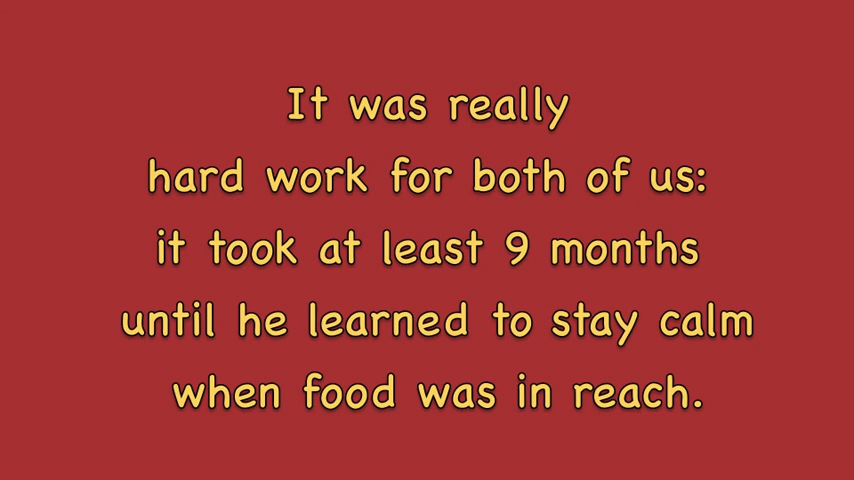 It was really
hard work for both of us:
it took at least 9 months
until he learned to stay calm
when food was in reach.